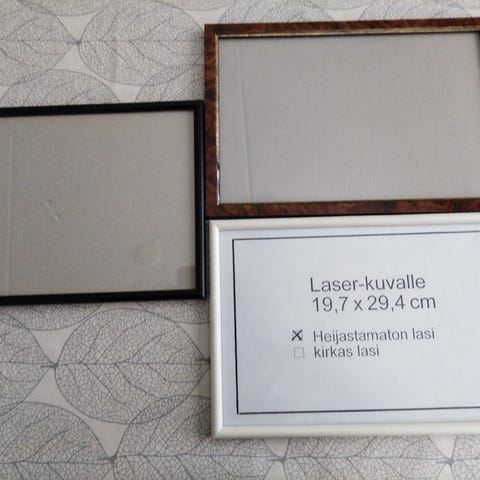 Laser-kuvalle
19,7 x 29,4 cm
Heijastamaton lasi
kirkas lasi